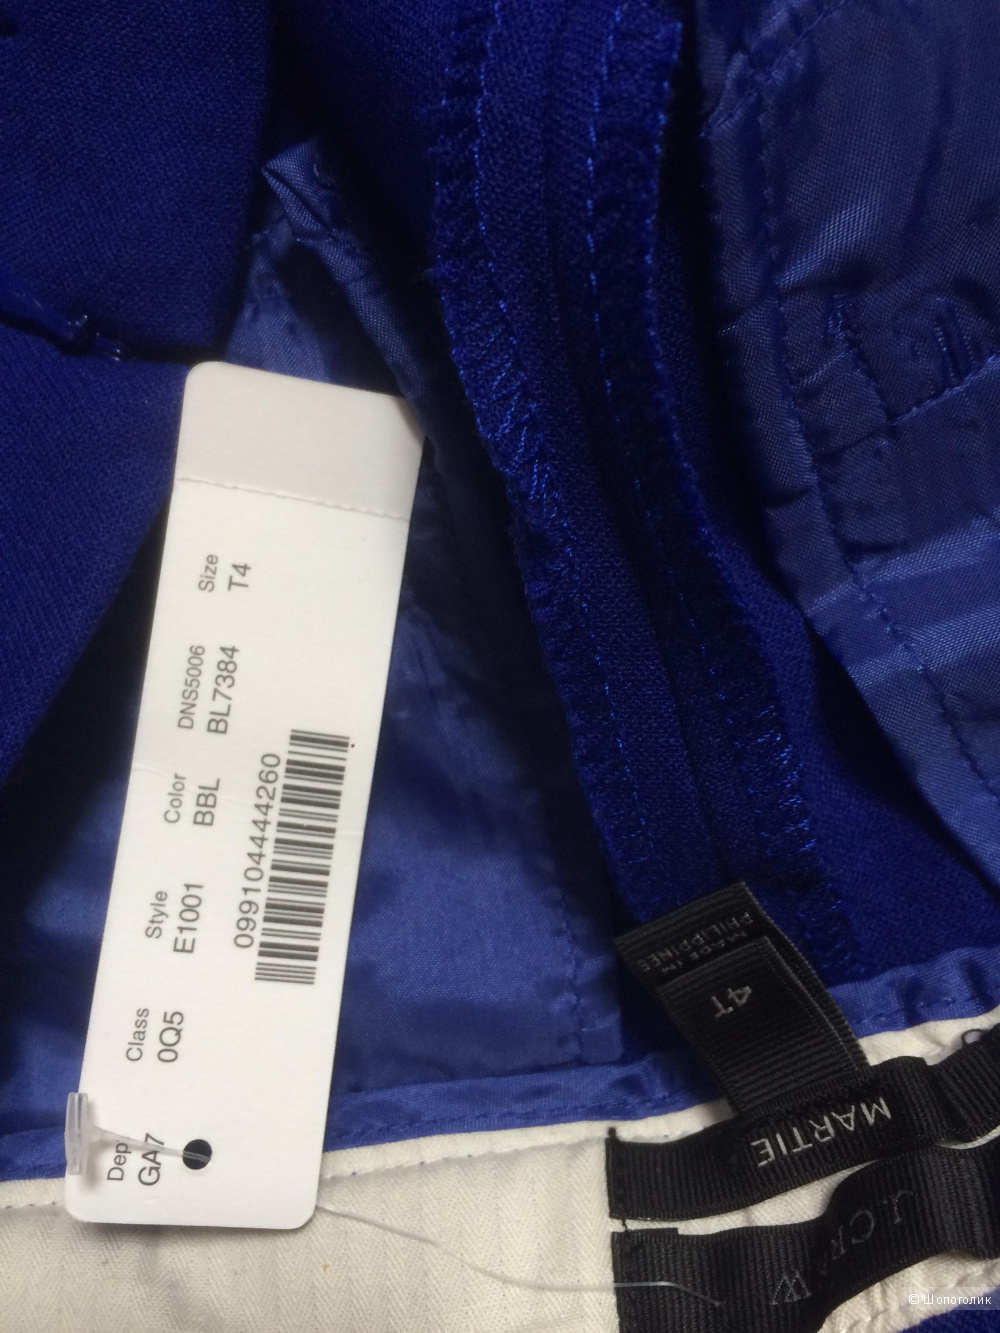 Dep
GA7
Class
0Q5
Style
E1001
Color
BBL
DNS5006
BL7384
Size
T4
099104444260
MADE IN
PHILIPPINES
4T
MARTIE
© Шопоголик